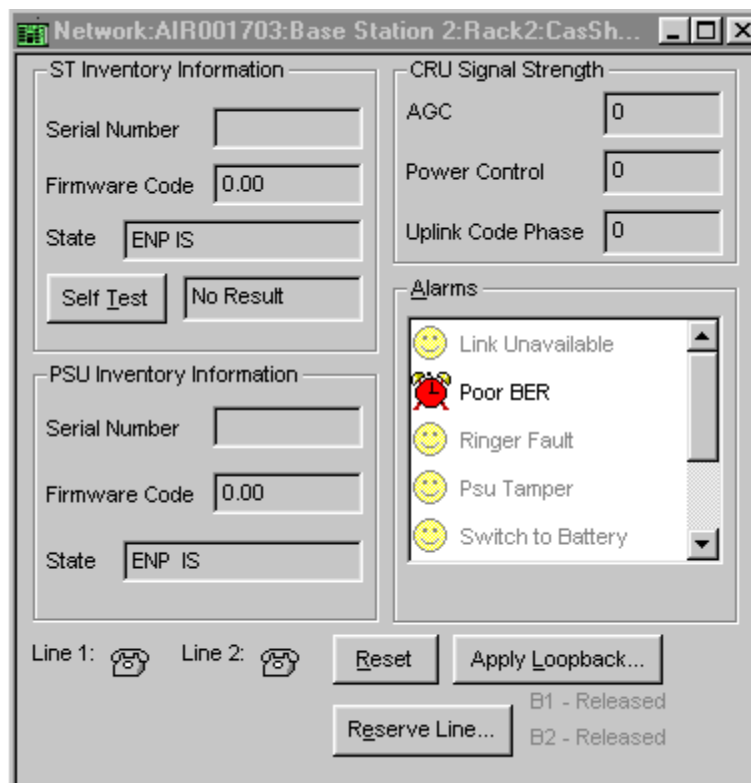 Network:AIR001703:Base Station 2:Rack2:CasSh...
ST Inventory Information
Serial Number
Firmware Code 0.00
State ENP IS
Self Test No Result
PSU Inventory Information
Serial Number
Firmware Code 0.00
State ENP IS
CRU Signal Strength
AGC 0
Power Control 0
Uplink Code Phase 0
Alarms
Link Unavailable
Poor BER
Ringer Fault
Psu Tamper
Switch to Battery
Line 1: Line 2: Reset Apply Loopback...
Reserve Line... B1 - Released
B2 - Released